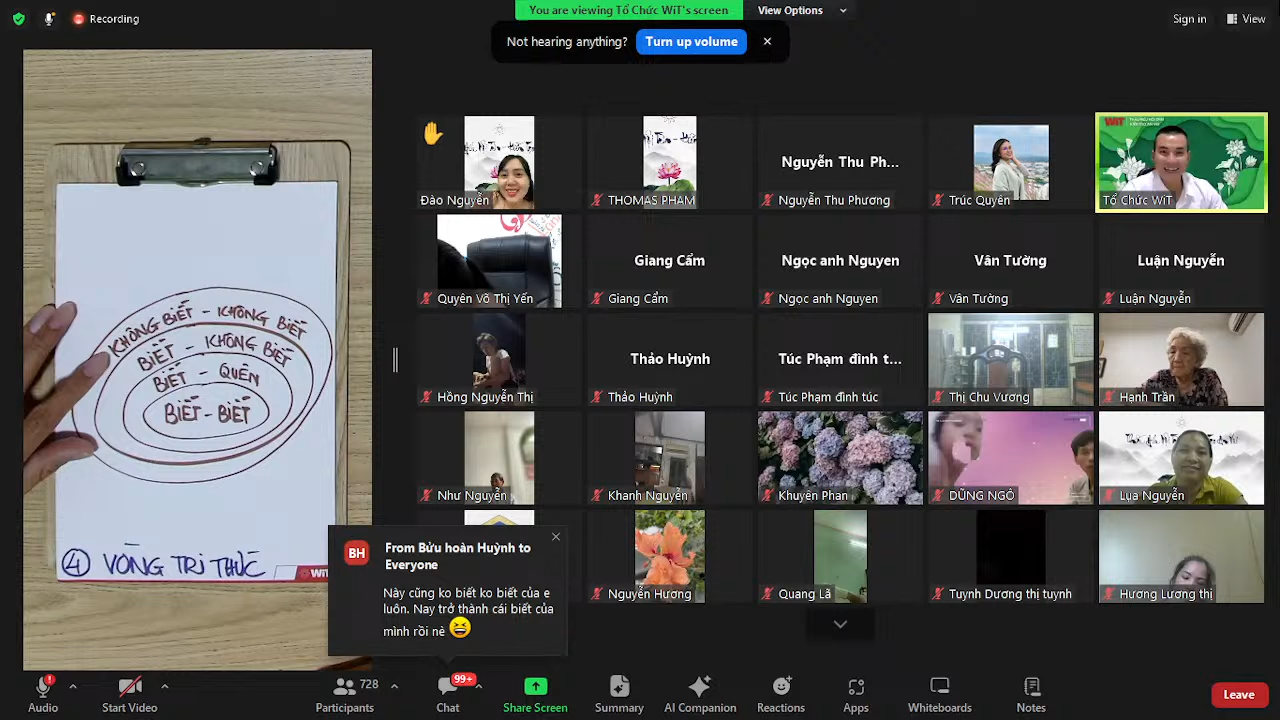 You are viewing Tổ Chức WiT's screen
View Options
Recording
Sign in
View
Not hearing anything?
Turn up volume
KHÔNG BIẾT - KHÔNG BIẾT
BIẾT - KHÔNG BIẾT
BIẾT - QUÊN
BIẾT - BIẾT
④ VÒNG TRI THỨC
WiT
Đào Nguyễn
THOMAS PHAM
Nguyễn Thu Ph...
Nguyễn Thu Phương
Trúc Quyên
WiT
Tổ Chức WiT
Quyên Võ Thị Yến
Giang Cẩm
Giang Cẩm
Ngọc anh Nguyen
Ngọc anh Nguyen
Vân Tường
Vân Tường
Luận Nguyễn
Luận Nguyễn
Hồng Nguyễn Thị
Thảo Huỳnh
Thảo Huỳnh
Túc Phạm đình t...
Túc Phạm đình túc
Thị Chu Vương
Hạnh Trần
Như Nguyễn
Khanh Nguyễn
Khuyên Phan
DŨNG NGÔ
Lụa Nguyễn
Nguyên Hương
Quang Lã
Tuynh Dương thị tuynh
Hương Lương thị
BH
From Bửu hoàn Huỳnh to
Everyone
Này cũng ko biết ko biết của e
luôn. Nay trở thành cái biết của
mình rồi nè 😆
Audio
Start Video
Participants
728
Chat
99+
Share Screen
Summary
AI Companion
Reactions
Apps
Whiteboards
Notes
Leave